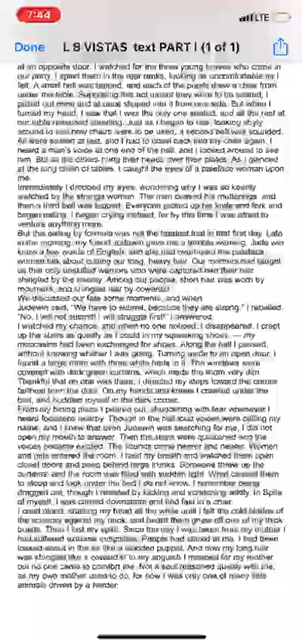 7:44
LTE
Done L 8 VISTAS text PART I (1 of 1)
at an opposite door. I watched for the three young braves who came in
our party. I spied them in the rear ranks, looking as uncomfortable as I
felt. A small bell was tapped, and each of the pupils drew a chair from
under the table. Supposing this act meant they were to be seated, I
pulled out mine and at once slipped into it from one side. But when I
turned my head, I saw that I was the only one seated, and all the rest at
our table remained standing. Just as I began to rise, looking shyly
around to see how chairs were to be used, a second bell was sounded.
All were seated at last, and I had to crawl back into my chair again. I
heard a man's voice at one end of the hall, and I looked around to see
him. But all the others hung their heads over their plates. As I glanced
at the long chain of tables, I caught the eyes of a paleface woman upon
me.
Immediately I dropped my eyes, wondering why I was so keenly
watched by the strange woman. The man ceased his mutterings, and
then a third bell was tapped. Everyone picked up his knife and fork and
began eating. I began crying instead, for by this time I was afraid to
venture anything more.
But this eating by formula was not the hardest trial in that first day. Late
in the morning, my friend Judewin gave me a terrible warning. Judewin
knew a few words of English, and she had overheard the paleface
woman talk about cutting our long, heavy hair. Our mothers had taught
us that only unskilled warriors who were captured had their hair
shingled by the enemy. Among our people, short hair was worn by
mourners, and shingled hair by cowards!
We discussed our fate some moments, and when
Judewin said, "We have to submit, because they are strong," I rebelled.
"No, I will not submit! I will struggle first!" I answered.
I watched my chance, and when no one noticed, I disappeared. I crept
up the stairs as quietly as I could in my squeaking shoes, — my
moccasins had been exchanged for shoes. Along the hall I passed,
without knowing whither I was going. Turning aside to an open door, I
found a large room with three white beds in it. The windows were
covered with dark green curtains, which made the room very dim.
Thankful that no one was there, I directed my steps toward the corner
farthest from the door. On my hands and knees I crawled under the
bed, and huddled myself in the dark corner.
From my hiding place I peered out, shuddering with fear whenever I
heard footsteps nearby. Though in the hall loud voices were calling my
name, and I knew that even Judewin was searching for me, I did not
open my mouth to answer. Then the steps were quickened and the
voices became excited. The sounds came nearer and nearer. Women
and girls entered the room. I held my breath and watched them open
closet doors and peep behind large trunks. Someone threw up the
curtains, and the room was filled with sudden light. What caused them
to stoop and look under the bed I do not know. I remember being
dragged out, though I resisted by kicking and scratching wildly. In spite
of myself, I was carried downstairs and tied fast in a chair.
I cried aloud, shaking my head all the while until I felt the cold blades of
the scissors against my neck, and heard them gnaw off one of my thick
braids. Then I lost my spirit. Since the day I was taken from my mother I
had suffered extreme indignities. People had stared at me. I had been
tossed about in the air like a wooden puppet. And now my long hair
was shingled like a coward's! In my anguish I moaned for my mother,
but no one came to comfort me. Not a soul reasoned quietly with me,
as my own mother used to do; for now I was only one of many little
animals driven by a herder.